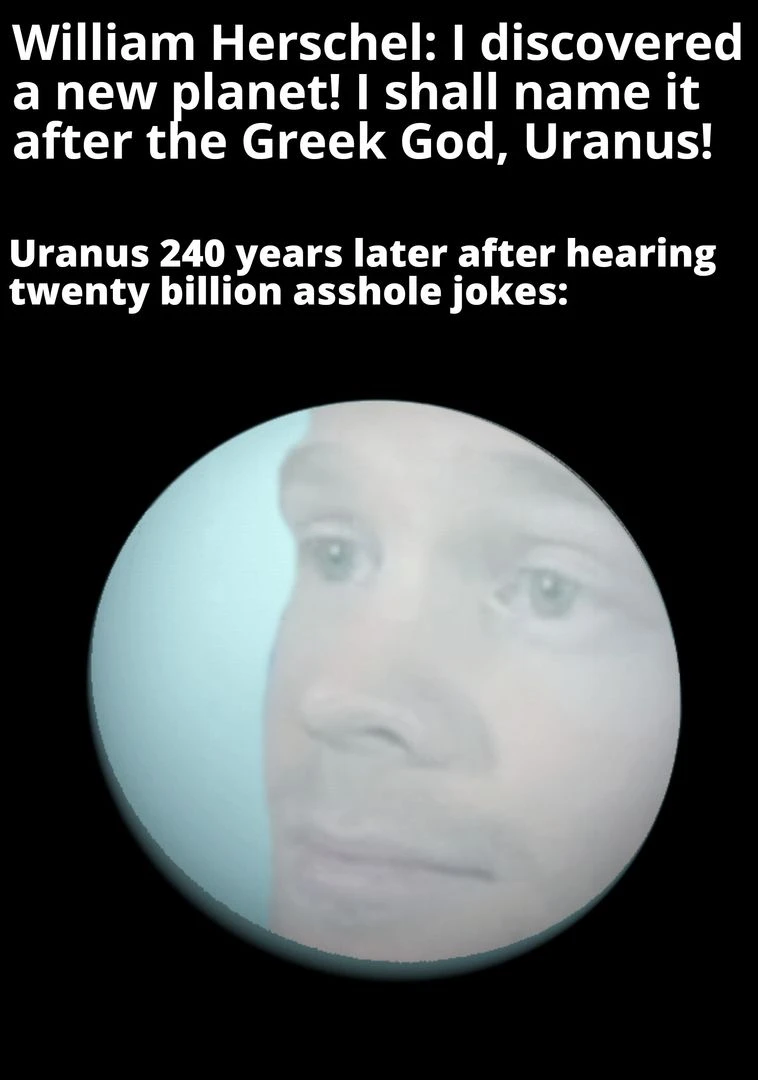 William Herschel: I discovered
a new planet! I shall name it
after the Greek God, Uranus!
Uranus 240 years later after hearing
twenty billion asshole jokes: